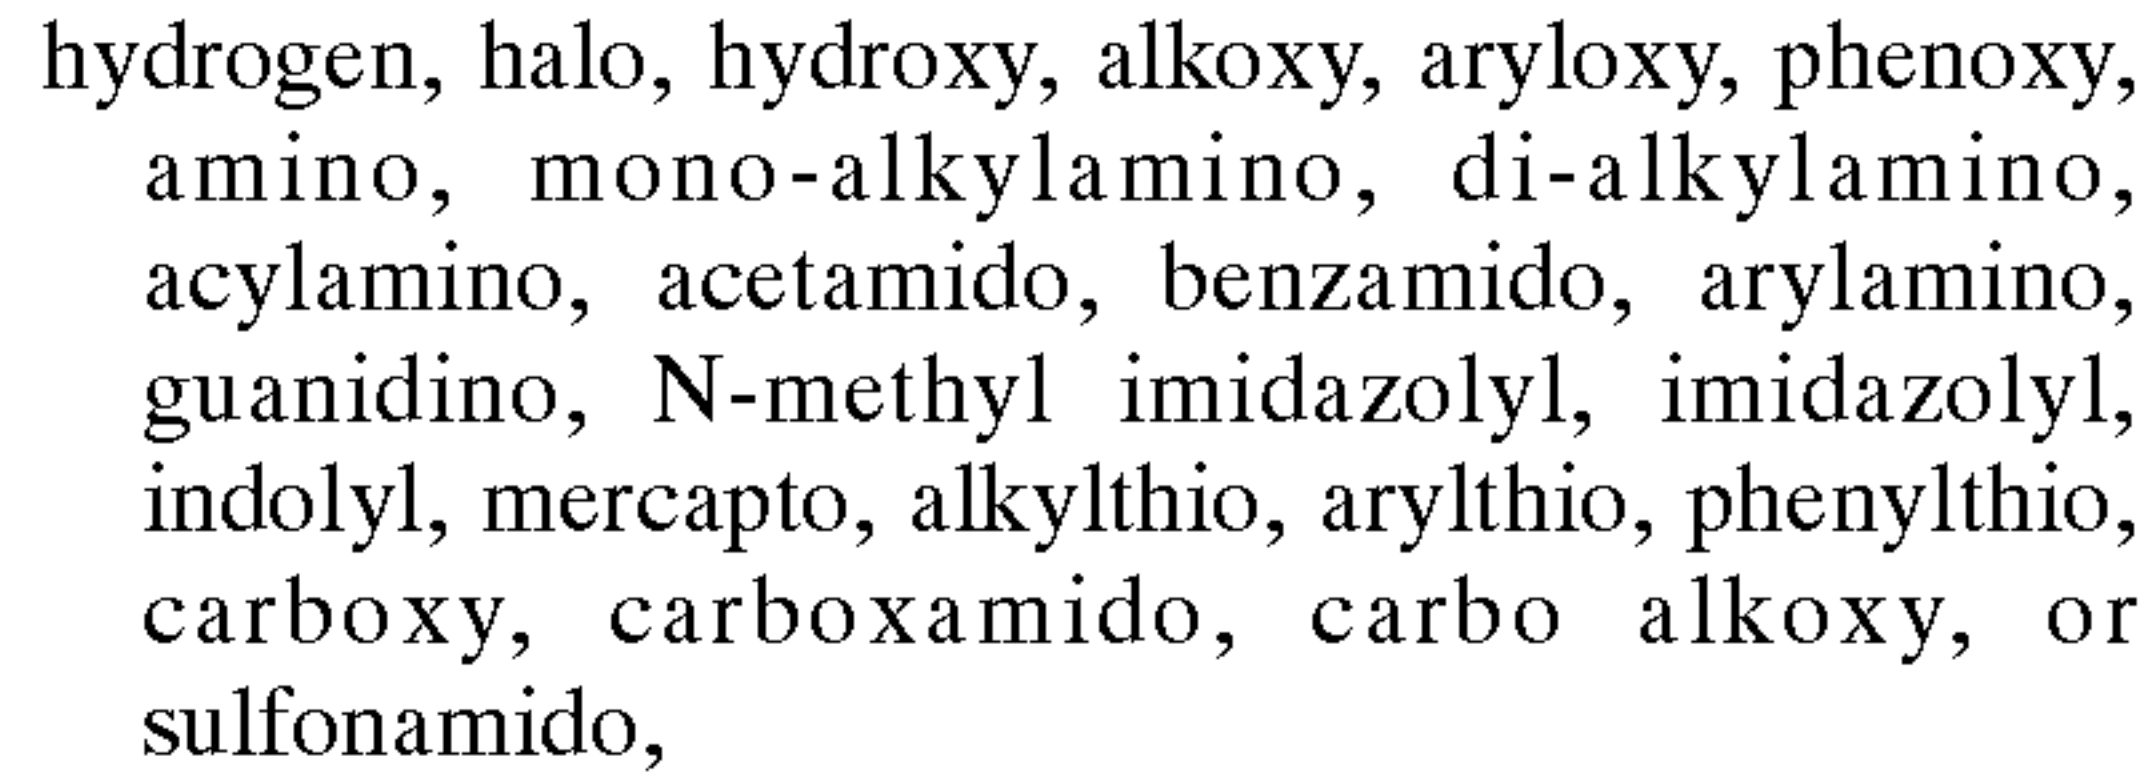 hydrogen, halo, hydroxy, alkoxy, aryloxy, phenoxy,
amino, mono-alkylamino, di-alkylamino,
acylamino, acetamido, benzamido, arylamino,
guanidino, N-methyl imidazolyl, imidazolyl,
indolyl, mercapto, alkylthio, arylthio, phenylthio,
carboxy, carboxamido, carbo alkoxy, or
sulfonamido,